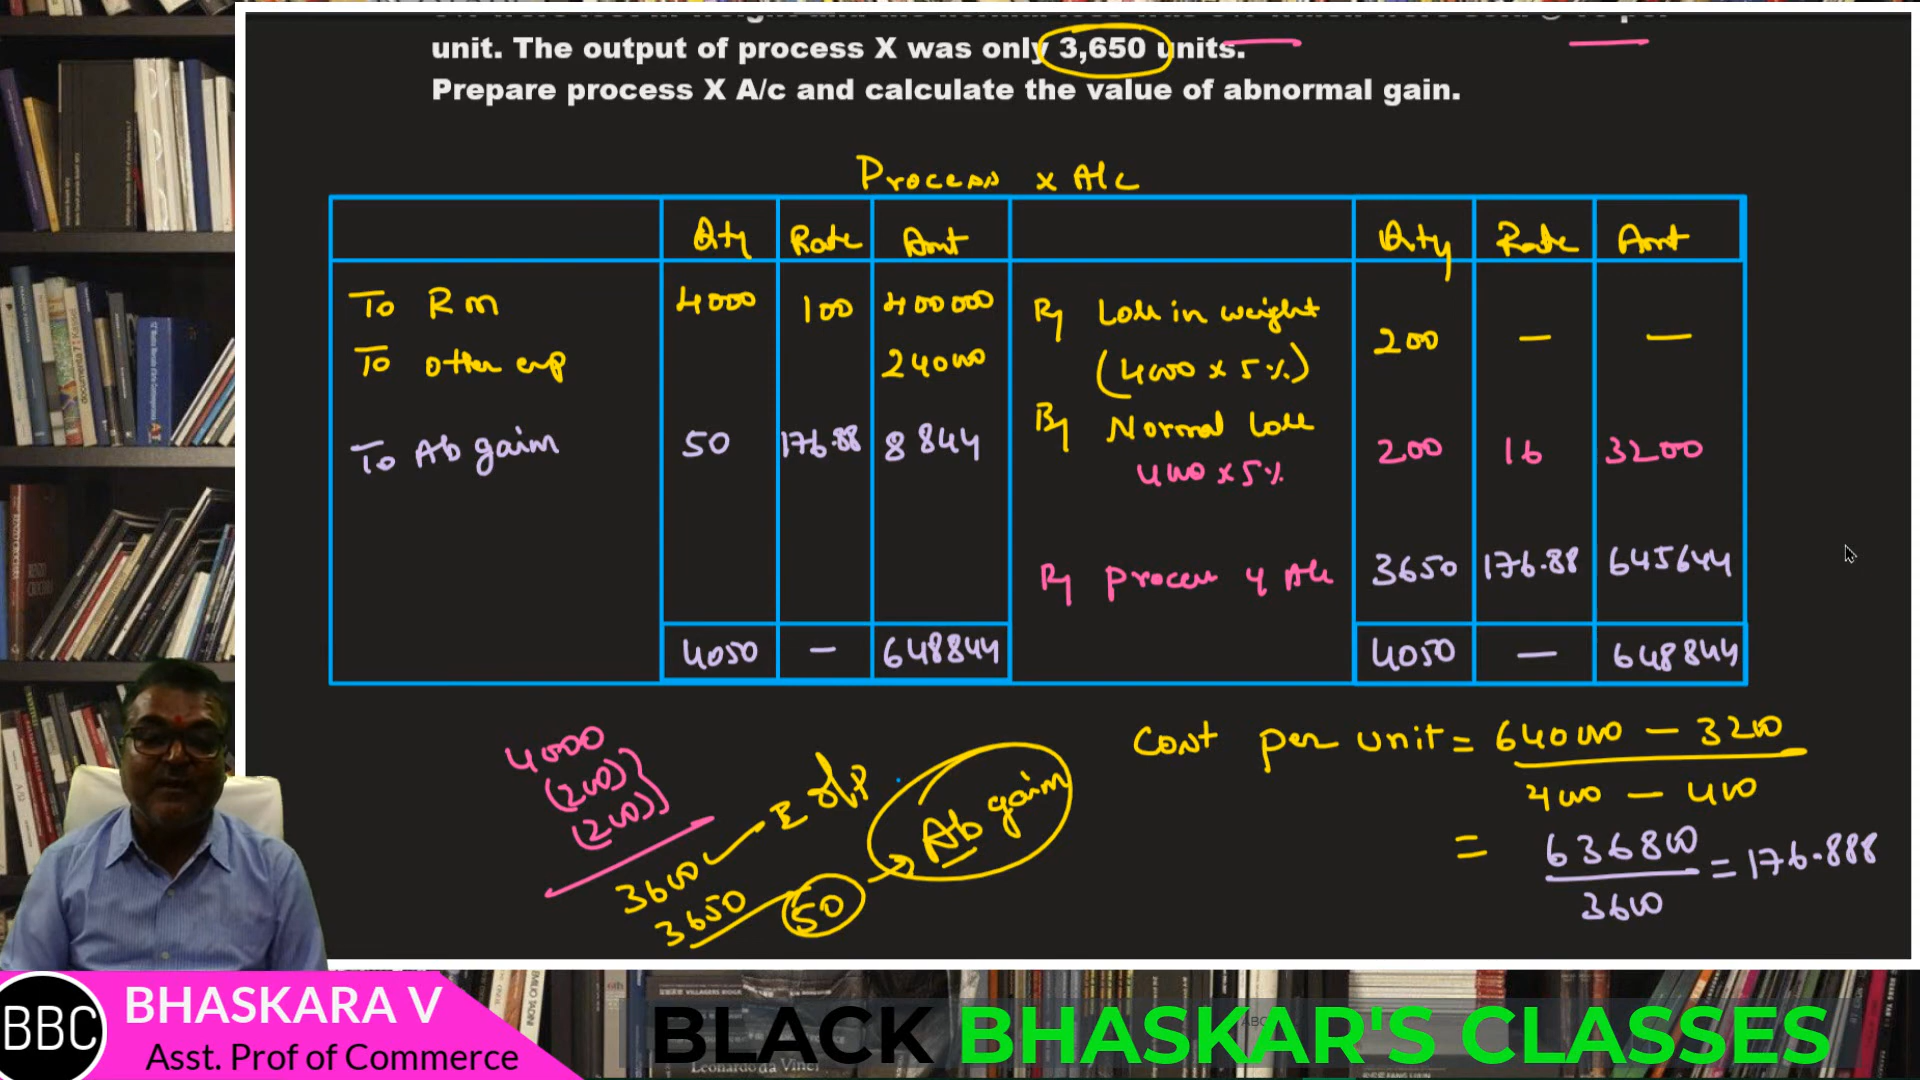 unit. The output of process X was only 3,650 units.
Prepare process X A/c and calculate the value of abnormal gain.
Process x A/c
Qty Rate Amt Qty Rate Amt
To Rm 4000 100 400000 By Loss in weight 200 — —
(4000 x 5%)
To other exp 240000
By Normal Loss 200 16 3200
4000 x 5%
To Ab gain 50 176.88 8844
By process y A/c 3650 176.88 645644
4050 — 648844 4050 — 648844
4000
(200)
(200)
3600 E o/p
3650 50 Ab gain
Cost per unit = 640000 — 3200
4000 — 400
= 636800 = 176.888
3600
BBC
BHASKARA V
Asst. Prof of Commerce
BLACK BHASKAR'S CLASSES
Leonardo da Vinci